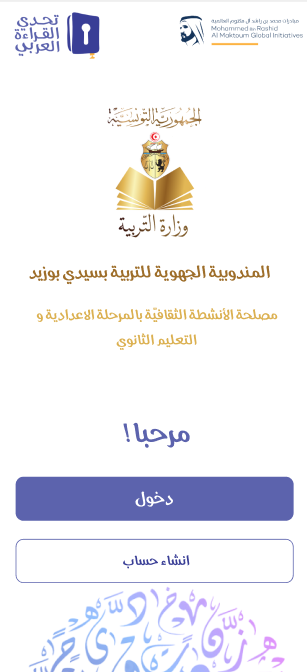 تحدي
القراءة
العربي
مبادرات محمد بن راشد آل مكتوم العالمية
Mohammed Bin Rashid
Al Maktoum Global Initiatives
الجمهورية التونسية
وزارة التربية
المندوبية الجهوية للتربية بسيدي بوزيد
مصلحة الأنشطة الثقافيّة بالمرحلة الاعدادية و
التعليم الثانوي
مرحبا!
دخول
انشاء حساب